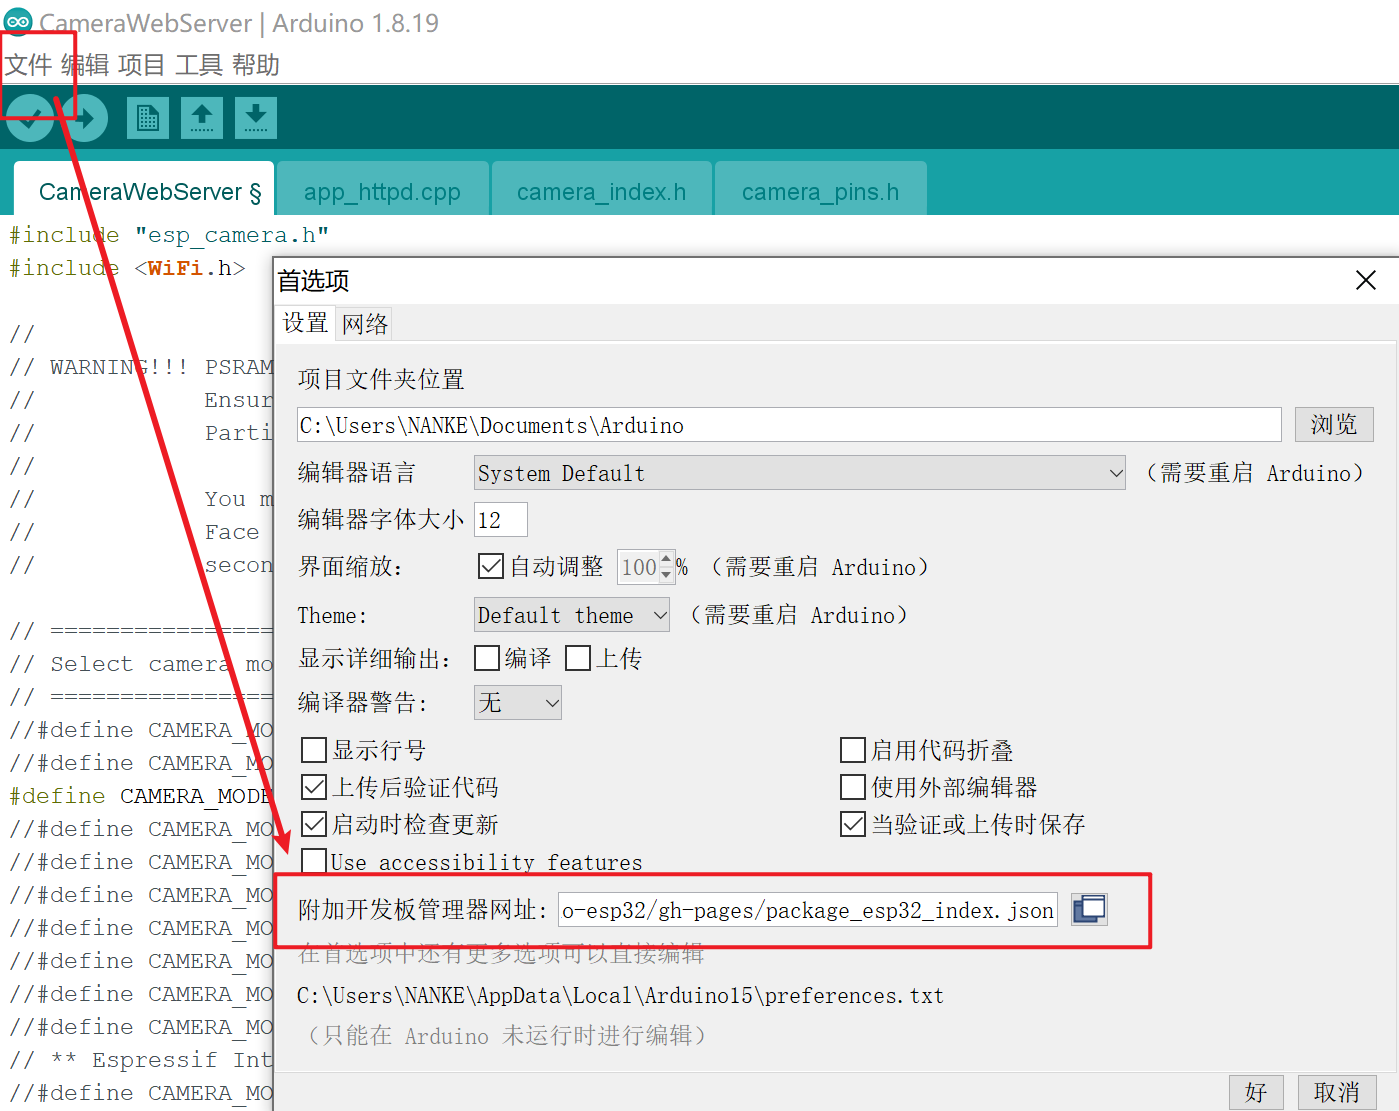 CameraWebServer | Arduino 1.8.19
文件 编辑 项目 工具 帮助
CameraWebServer § app_httpd.cpp camera_index.h camera_pins.h
#include "esp_camera.h"
#include <WiFi.h>
//
// WARNING!!! PSRAM
// Ensur
// Parti
//
// You m
// Face
// secon
// ================
// Select camera mo
// ================
//#define CAMERA_MO
//#define CAMERA_MO
#define CAMERA_MODE
//#define CAMERA_MO
//#define CAMERA_MO
//#define CAMERA_MO
//#define CAMERA_MO
//#define CAMERA_MO
//#define CAMERA_MO
//#define CAMERA_MO
// ** Espressif Int
//#define CAMERA_MO
首选项
设置 网络
项目文件夹位置
C:\Users\NANKE\Documents\Arduino 浏览
编辑器语言 System Default （需要重启 Arduino）
编辑器字体大小 12
界面缩放： 自动调整 100 % （需要重启 Arduino）
Theme: Default theme （需要重启 Arduino）
显示详细输出： 编译 上传
编译器警告: 无
显示行号 启用代码折叠
上传后验证代码 使用外部编辑器
启动时检查更新 当验证或上传时保存
Use accessibility features
附加开发板管理器网址: o-esp32/gh-pages/package_esp32_index.json
在首选项中还有更多选项可以直接编辑
C:\Users\NANKE\AppData\Local\Arduino15\preferences.txt
（只能在 Arduino 未运行时进行编辑）
好 取消